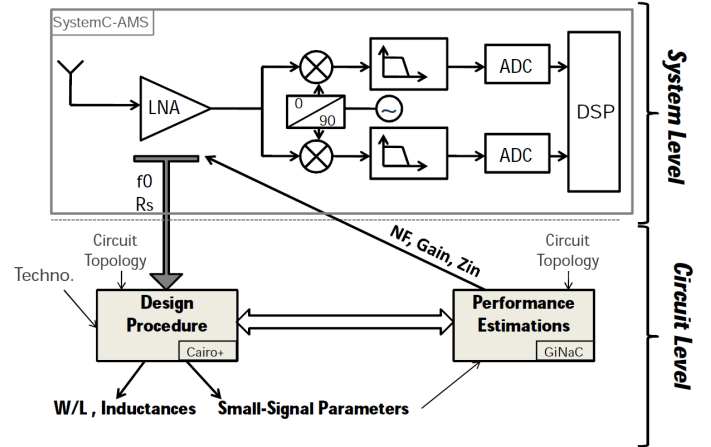 SystemC-AMS
LNA
0
90
~
ADC
ADC
DSP
System Level
f0
Rs
NF, Gain, Zin
Circuit
Topology
Circuit
Topology
Techno.
Design
Procedure
Cairo+
Performance
Estimations
GiNaC
Circuit Level
W/L , Inductances
Small-Signal Parameters